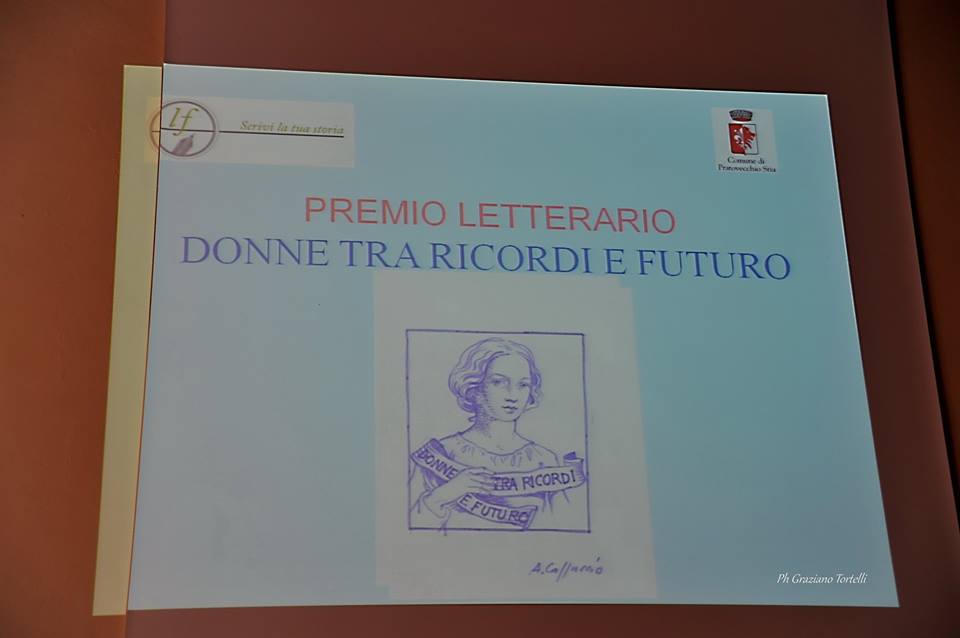 lf
Scrivi la tua storia
Comune di
Pratovecchio Stia
PREMIO LETTERARIO
DONNE TRA RICORDI E FUTURO
DONNE
TRA RICORDI
E FUTURO
Ph Graziano Tortelli